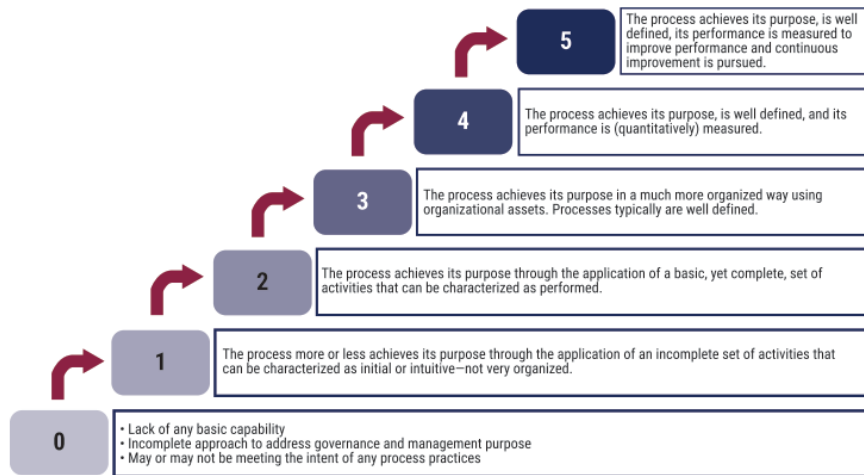 5
The process achieves its purpose, is well
defined, its performance is measured to
improve performance and continuous
improvement is pursued.
4
The process achieves its purpose, is well defined, and its
performance is (quantitatively) measured.
3
The process achieves its purpose in a much more organized way using
organizational assets. Processes typically are well defined.
2
The process achieves its purpose through the application of a basic, yet complete, set of
activities that can be characterized as performed.
1
The process more or less achieves its purpose through the application of an incomplete set of activities that
can be characterized as initial or intuitive—not very organized.
0
• Lack of any basic capability
• Incomplete approach to address governance and management purpose
• May or may not be meeting the intent of any process practices